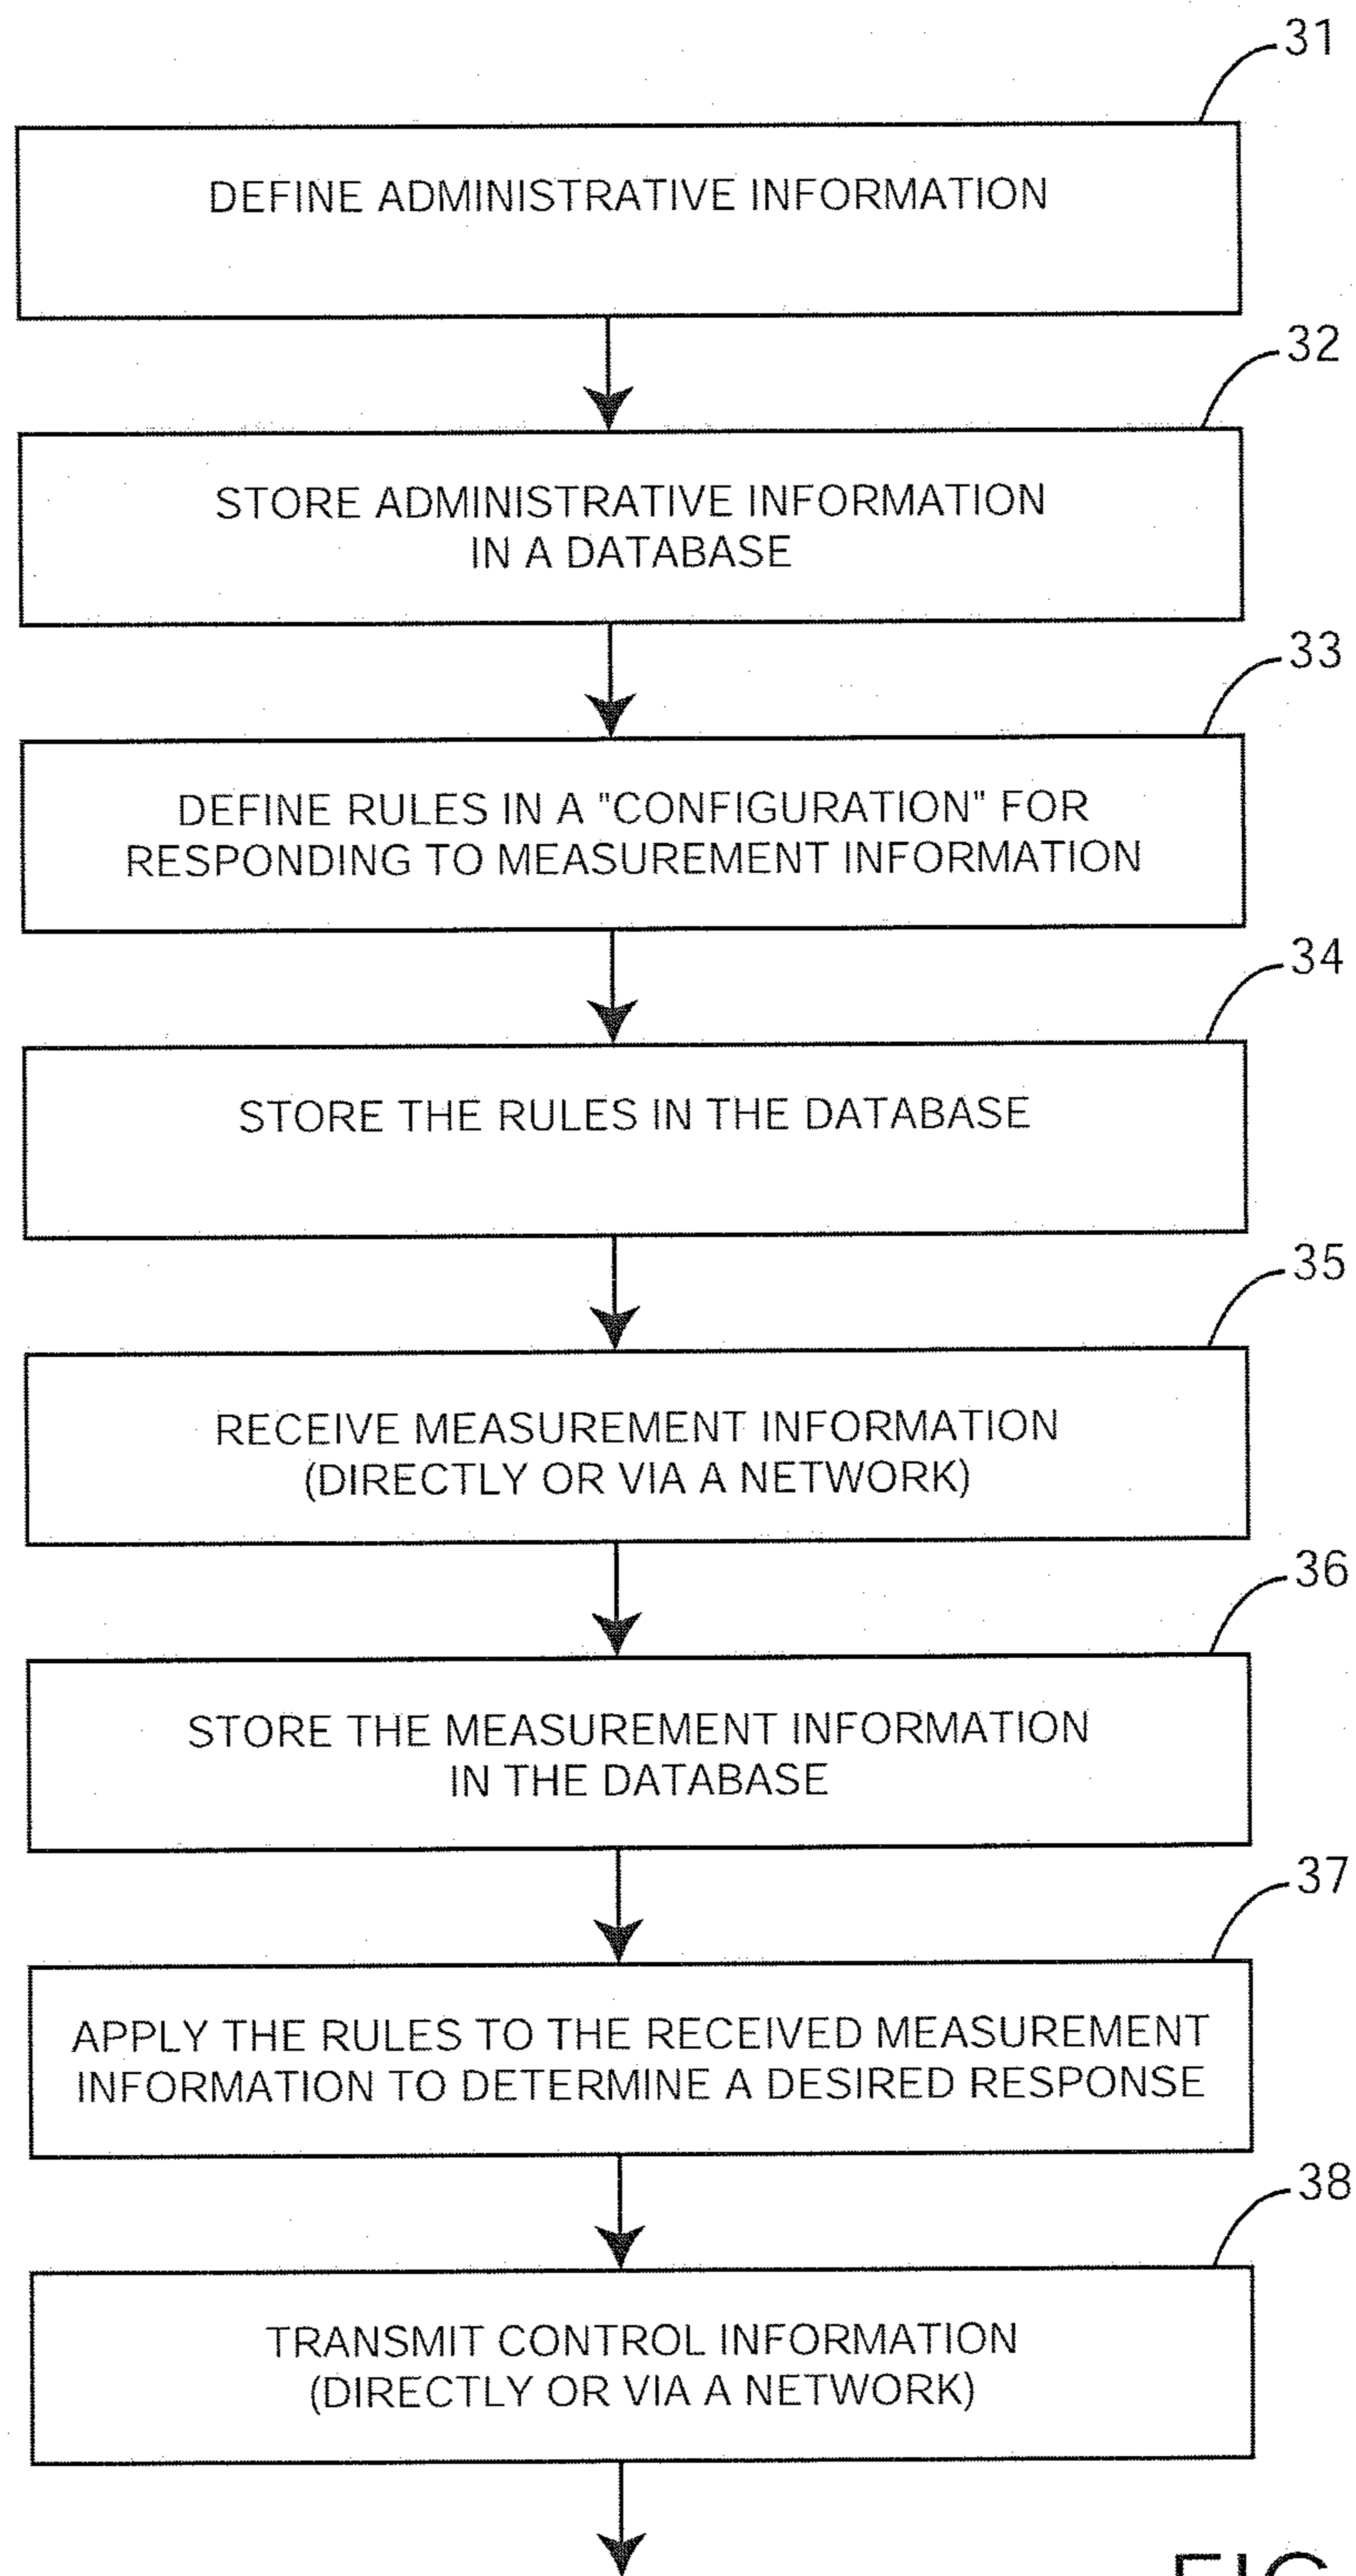 31
DEFINE ADMINISTRATIVE INFORMATION
32
STORE ADMINISTRATIVE INFORMATION
IN A DATABASE
33
DEFINE RULES IN A "CONFIGURATION" FOR
RESPONDING TO MEASUREMENT INFORMATION
34
STORE THE RULES IN THE DATABASE
35
RECEIVE MEASUREMENT INFORMATION
(DIRECTLY OR VIA A NETWORK)
36
STORE THE MEASUREMENT INFORMATION
IN THE DATABASE
37
APPLY THE RULES TO THE RECEIVED MEASUREMENT
INFORMATION TO DETERMINE A DESIRED RESPONSE
38
TRANSMIT CONTROL INFORMATION
(DIRECTLY OR VIA A NETWORK)
FIG